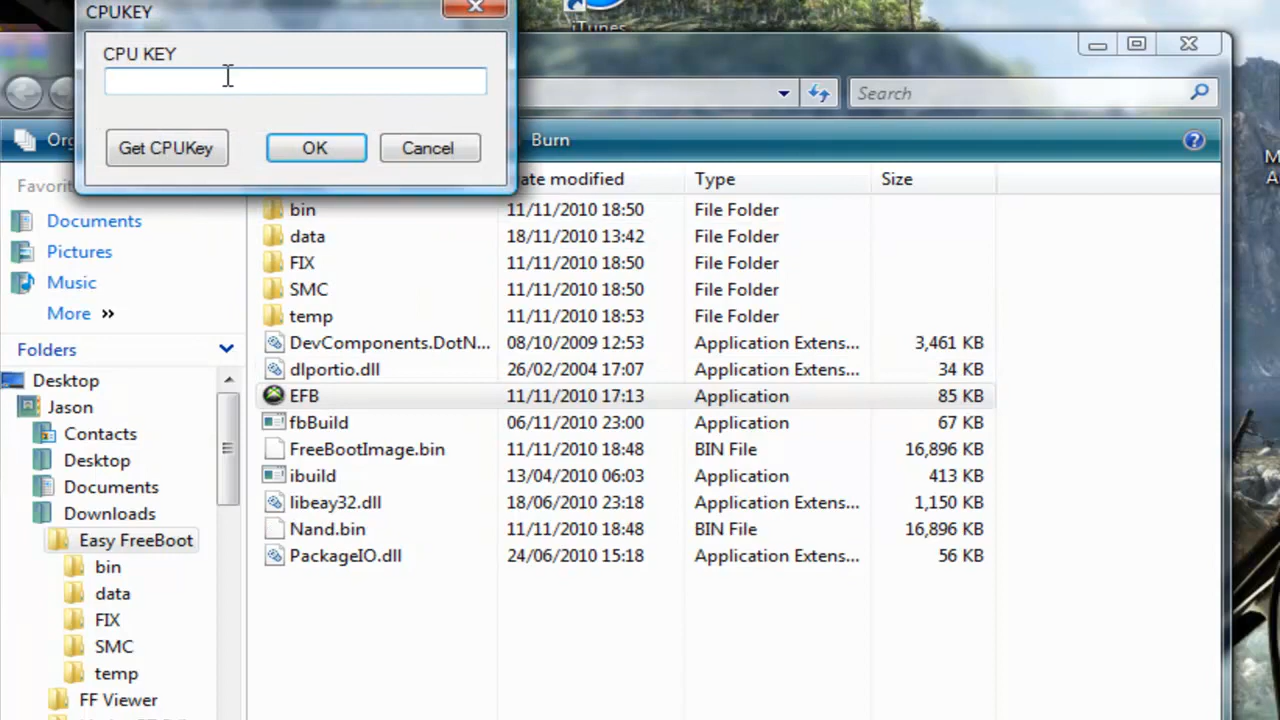 CPUKEY
iTunes
CPU KEY
Get CPUKey OK Cancel
Search
Burn
Documents
Pictures
Music
More »
Folders
Desktop
Jason
Contacts
Desktop
Documents
Downloads
Easy FreeBoot
bin
data
FIX
SMC
temp
FF Viewer
ate modified Type Size
bin 11/11/2010 18:50 File Folder
data 18/11/2010 13:42 File Folder
FIX 11/11/2010 18:50 File Folder
SMC 11/11/2010 18:50 File Folder
temp 11/11/2010 18:53 File Folder
DevComponents.DotN... 08/10/2009 12:53 Application Extens... 3,461 KB
dlportio.dll 26/02/2004 17:07 Application Extens... 34 KB
EFB 11/11/2010 17:13 Application 85 KB
fbBuild 06/11/2010 23:00 Application 67 KB
FreeBootImage.bin 11/11/2010 18:48 BIN File 16,896 KB
ibuild 13/04/2010 06:03 Application 413 KB
libeay32.dll 18/06/2010 23:18 Application Extens... 1,150 KB
Nand.bin 11/11/2010 18:48 BIN File 16,896 KB
PackageIO.dll 24/06/2010 15:18 Application Extens... 56 KB